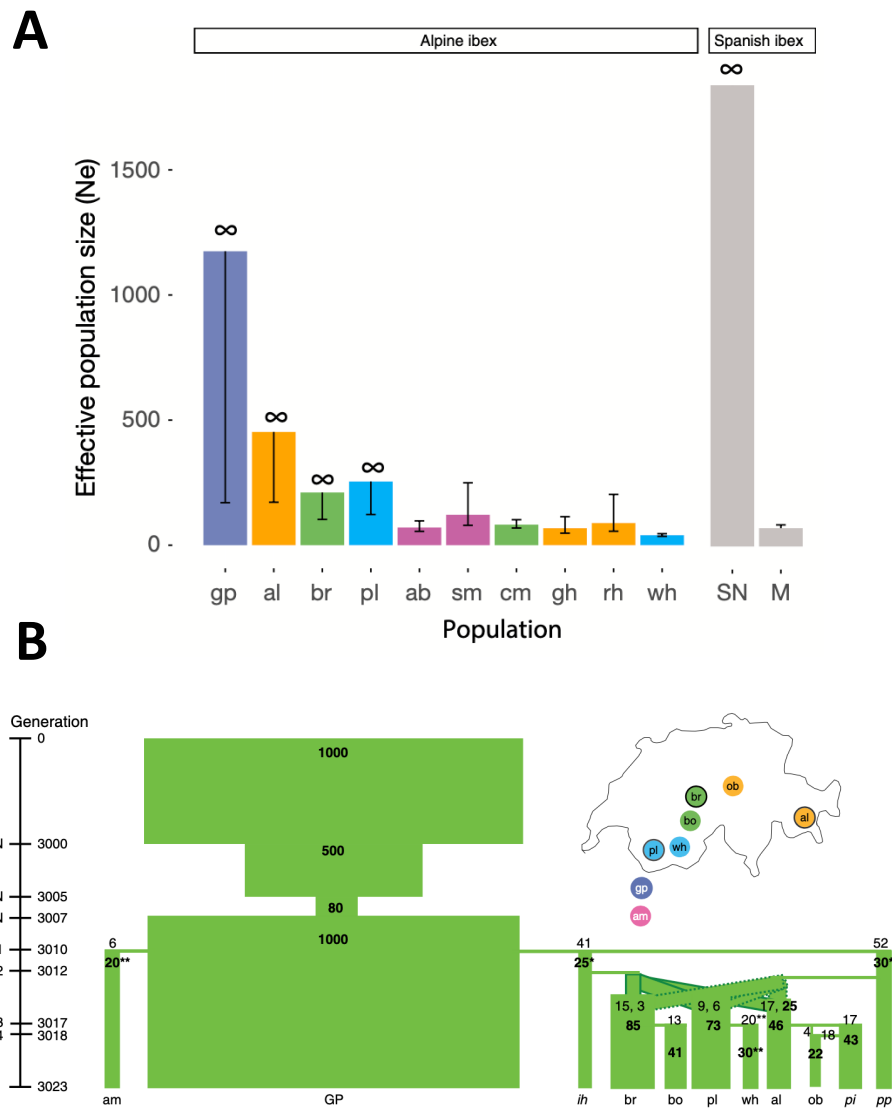 A
Alpine ibex
Spanish ibex
∞
∞
∞
∞
∞
Effective population size (Ne)
1500
1000
500
0
gp al br pl ab sm cm gh rh wh SN M
Population
B
Generation
0
3000
3005
3007
3010
3012
3017
3018
3023
1000
500
80
1000
6
20**
41
25*
52
30*
15, 3
9, 6
17, 25
85
13
73
20**
46
4
18
17
43
41
30**
22
am GP ih br bo pl wh al ob pi pp
br
ob
bo
al
pl
wh
gp
am